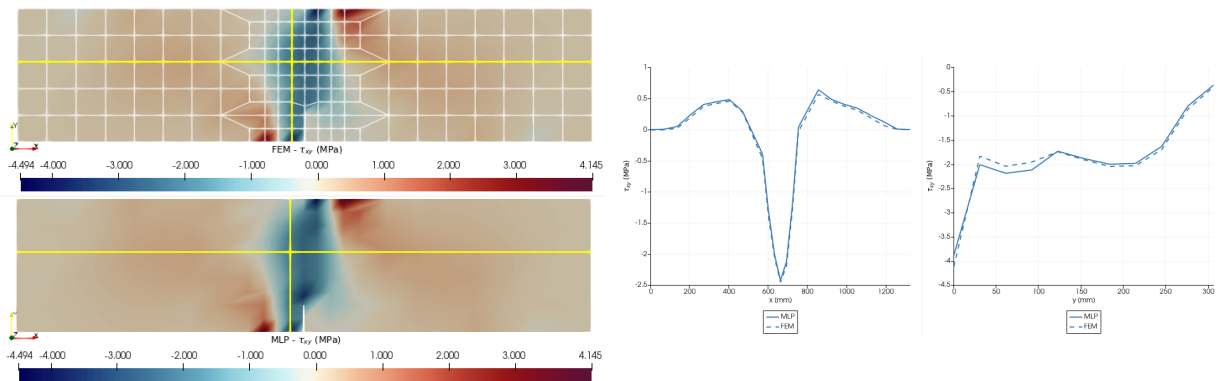 Y
Z
X
FEM - τxy (MPa)
-4.494 -4.000 -3.000 -2.000 -1.000 0.000 1.000 2.000 3.000 4.145
Y
Z
X
MLP - τxy (MPa)
-4.494 -4.000 -3.000 -2.000 -1.000 0.000 1.000 2.000 3.000 4.145
1
0.5
0
-0.5
-1
-1.5
-2
-2.5
τxy (MPa)
0 200 400 600 800 1000 1200
x (mm)
MLP
FEM
0
-0.5
-1
-1.5
-2
-2.5
-3
-3.5
-4
-4.5
τxy (MPa)
0 50 100 150 200 250 300
y (mm)
MLP
FEM